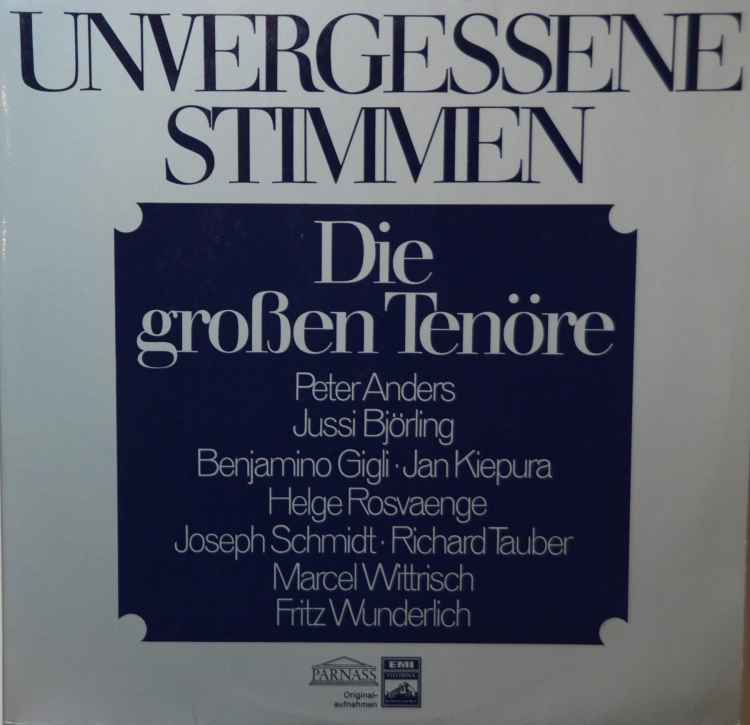 UNVERGESSENE
STIMMEN
Die
großen Tenöre
Peter Anders
Jussi Björling
Benjamino Gigli · Jan Kiepura
Helge Rosvaenge
Joseph Schmidt · Richard Tauber
Marcel Wittrisch
Fritz Wunderlich
PARNASS
Original-
aufnahmen
EMI
ELECTROLA